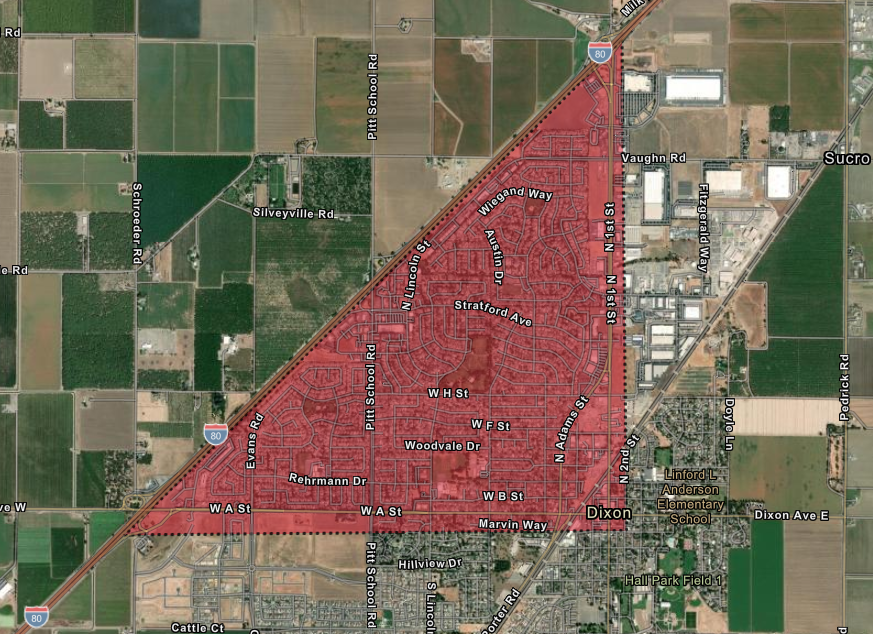 Milk
Rd
80
Pitt School Rd
Vaughn Rd
Sucro
Schroeder Rd
Silveyville Rd
Wiegand Way
Fitzgerald Way
N 1st St
Austin Dr
e Rd
N Lincoln St
N 1st St
Stratford Ave
Pitt School Rd
Pedrick Rd
W H St
Doyle Ln
80
Evans Rd
W F St
N Adams St
Woodvale Dr
N 2nd St
Rehrmann Dr
Linford L
Anderson
Elementary
School
W B St
ve W
W A St
W A St
Dixon
Dixon Ave E
Marvin Way
Pitt School Rd
Hillview Dr
Hall Park Field 1
S Lincol
Porter Rd
80
Cattle Ct